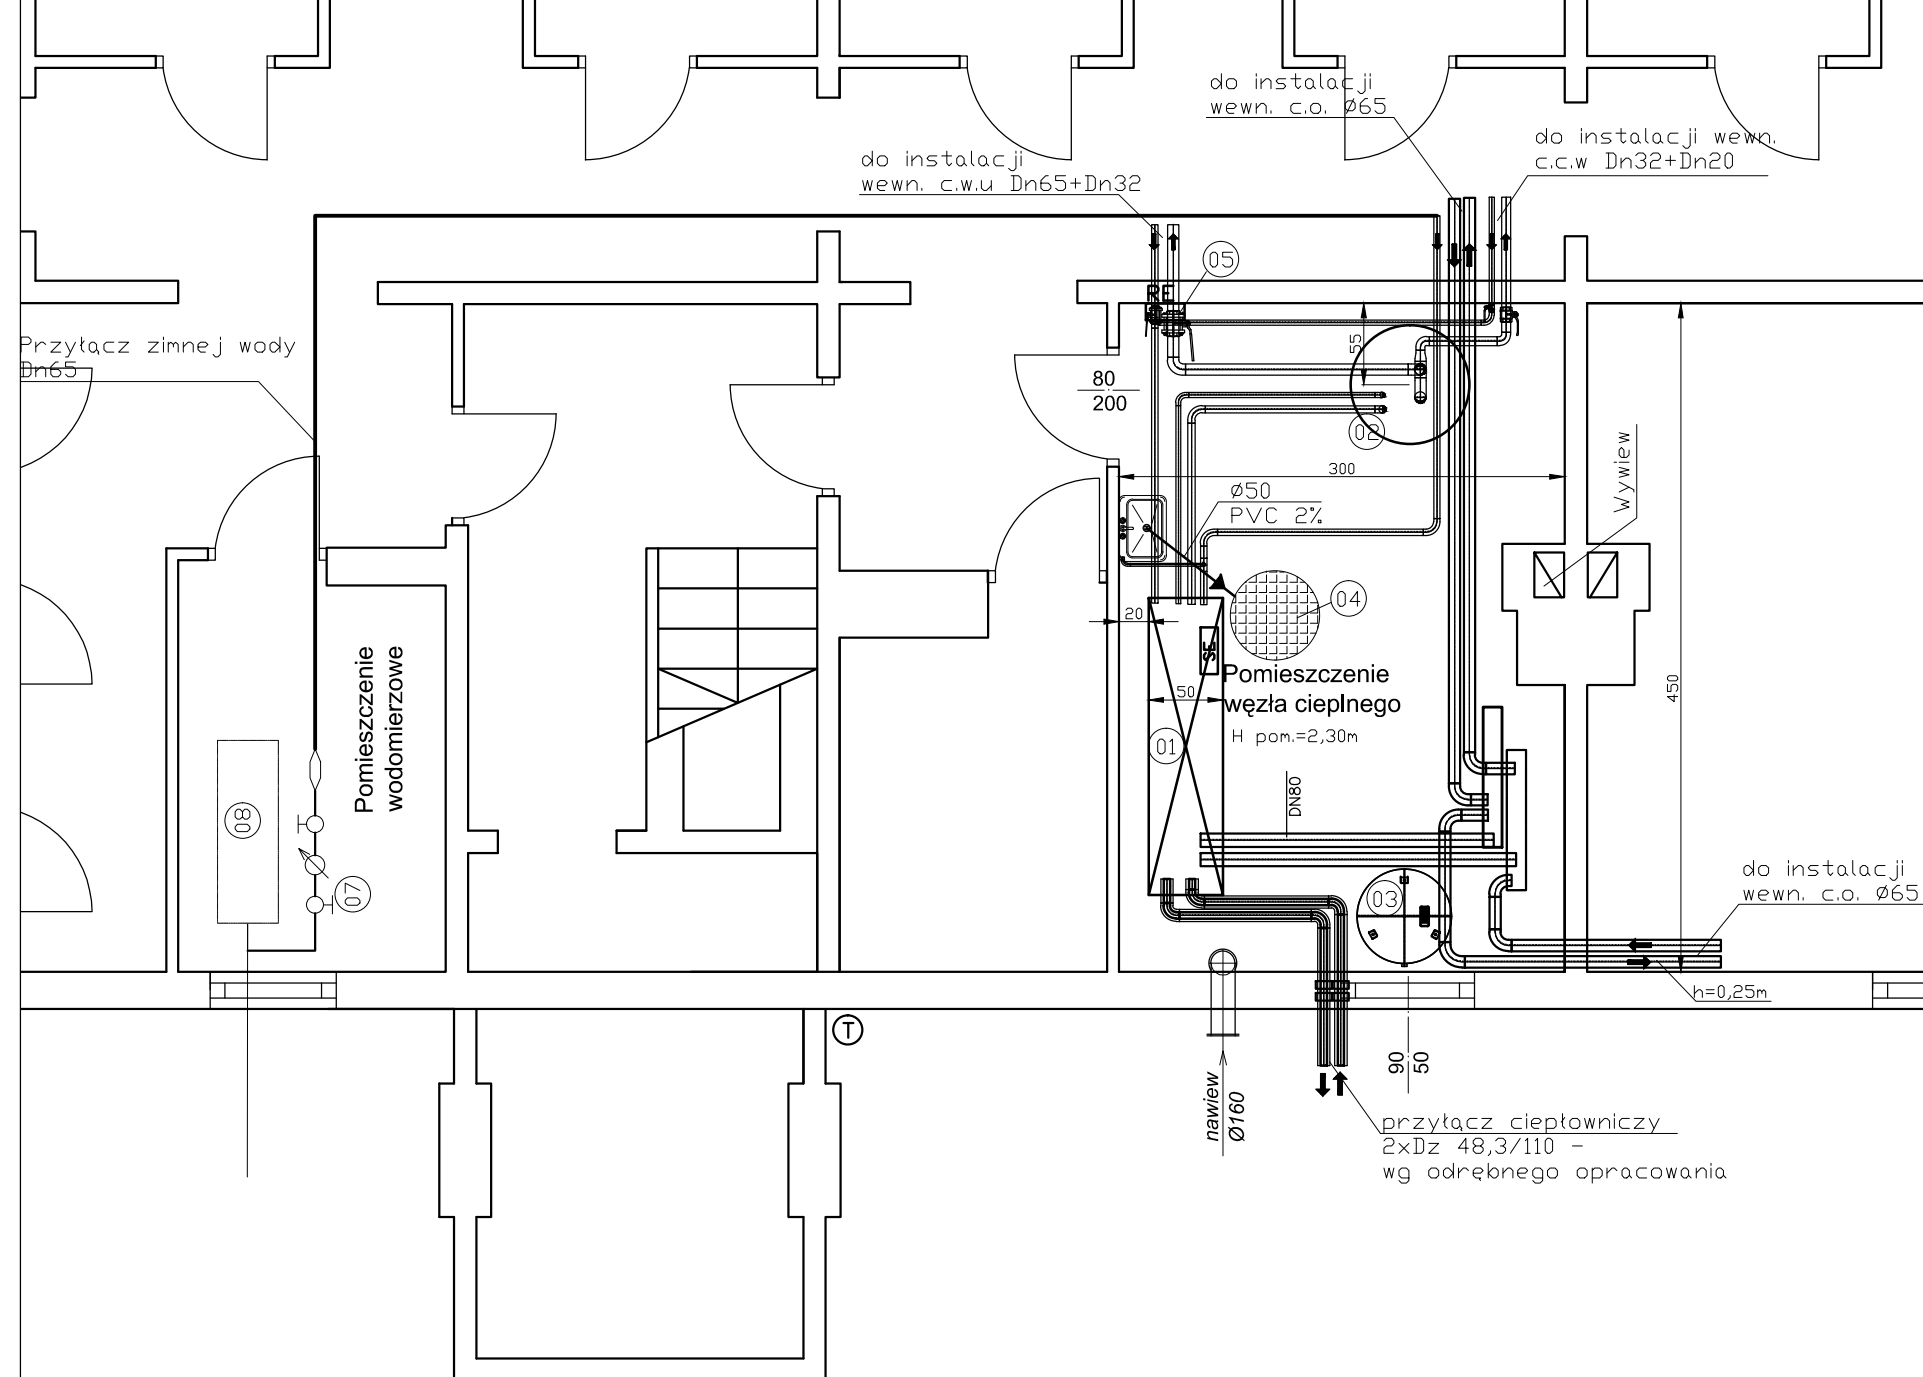 do instalacji
wewn. c.o. Ø65
do instalacji wewn.
c.c.w Dn32+Dn20
do instalacji
wewn. c.w.u Dn65+Dn32
05
RE
Przyłącz zimnej wody
Dn65
55
80
200
02
Wywiew
300
Ø50
PVC 2%
04
20
SE
Pomieszczenie
węzła cieplnego
H pom.=2,30m
50
01
450
Pomieszczenie
wodomierzowe
08
07
DN80
03
do instalacji
wewn. c.o. Ø65
h=0,25m
T
90
50
nawiew
Ø160
przyłącz ciepłowniczy
2xDz 48,3/110 -
wg odrębnego opracowania